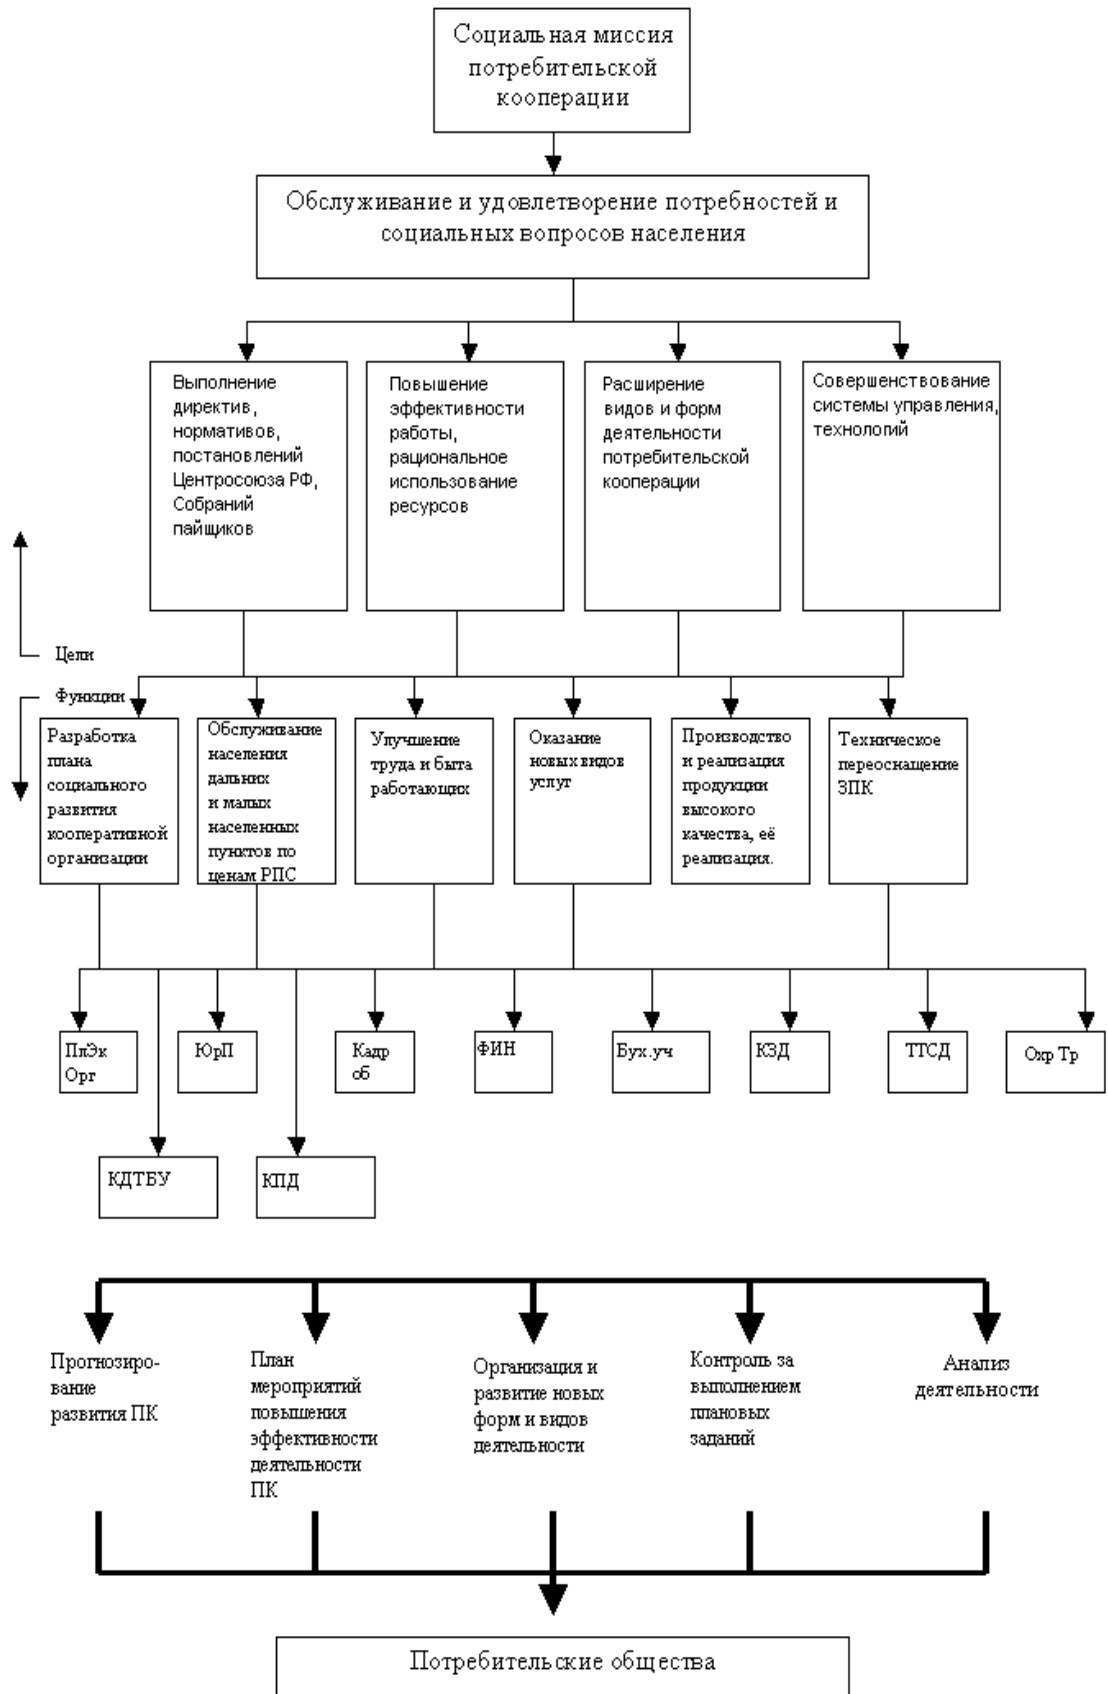 Социальная миссия
потребительской
кооперации
Обслуживание и удовлетворение потребностей и
социальных вопросов населения
Выполнение
директив,
нормативов,
постановлений
Центросоюза РФ,
Собраний
пайщиков
Повышение
эффективности
работы,
рациональное
использование
ресурсов
Расширение
видов и форм
деятельности
потребительской
кооперации
Совершенствование
системы управления,
технологий
Цели
Функции
Разработка
плана
социального
развития
кооперативной
организации
Обслуживание
населения
дальних
и малых
населенных
пунктов по
ценам РПС
Улучшение
труда и быта
работающих
Оказание
новых видов
услуг
Производство
и реализация
продукции
высокого
качества, её
реализация.
Техническое
переоснащение
ЗПК
ПлЭк
Орг
ЮрП
Кадр
об
ФИН
Бух.уч
КЗД
ТТСД
Охр Тр
КДТБУ
КПД
Прогнозиро-
вание
развития ПК
План
мероприятий
повышения
эффективности
деятельности
ПК
Организация и
развитие новых
форм и видов
деятельности
Контроль за
выполнением
плановых
заданий
Анализ
деятельности
Потребительские общества